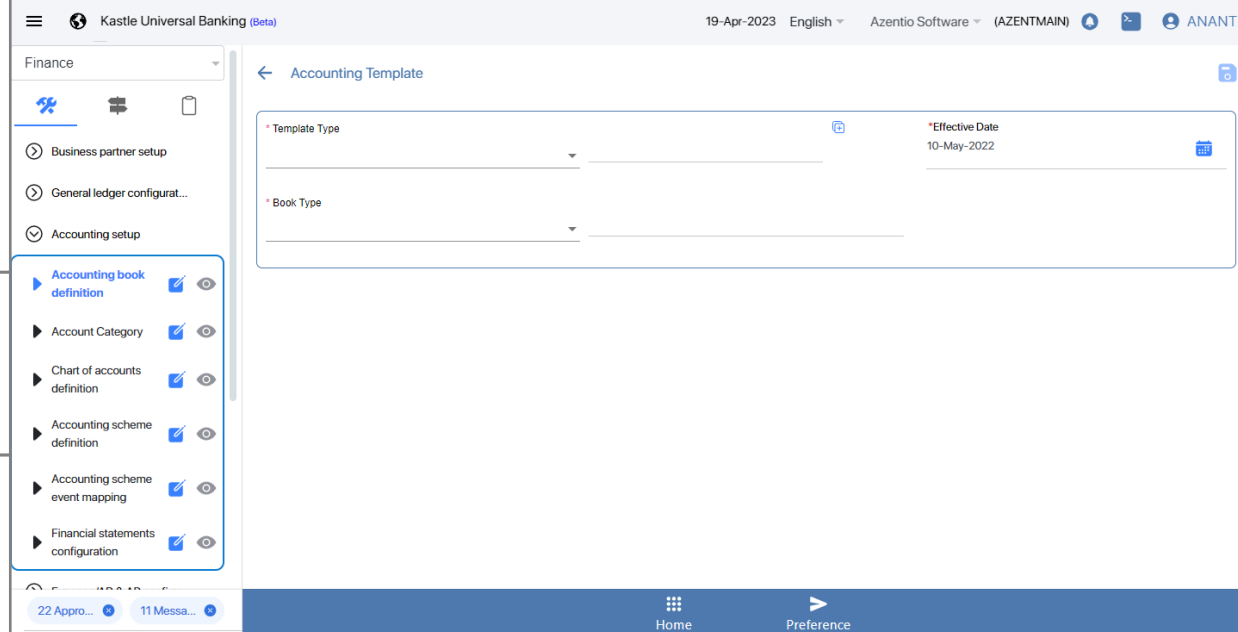 Kastle Universal Banking (Beta)
19-Apr-2023 English Azentio Software (AZENTMAIN) ANANT
Finance
Accounting Template
* Template Type
*Effective Date
10-May-2022
* Book Type
Business partner setup
General ledger configurat...
Accounting setup
Accounting book
definition
Account Category
Chart of accounts
definition
Accounting scheme
definition
Accounting scheme
event mapping
Financial statements
configuration
22 Appro...
11 Messa...
Home
Preference